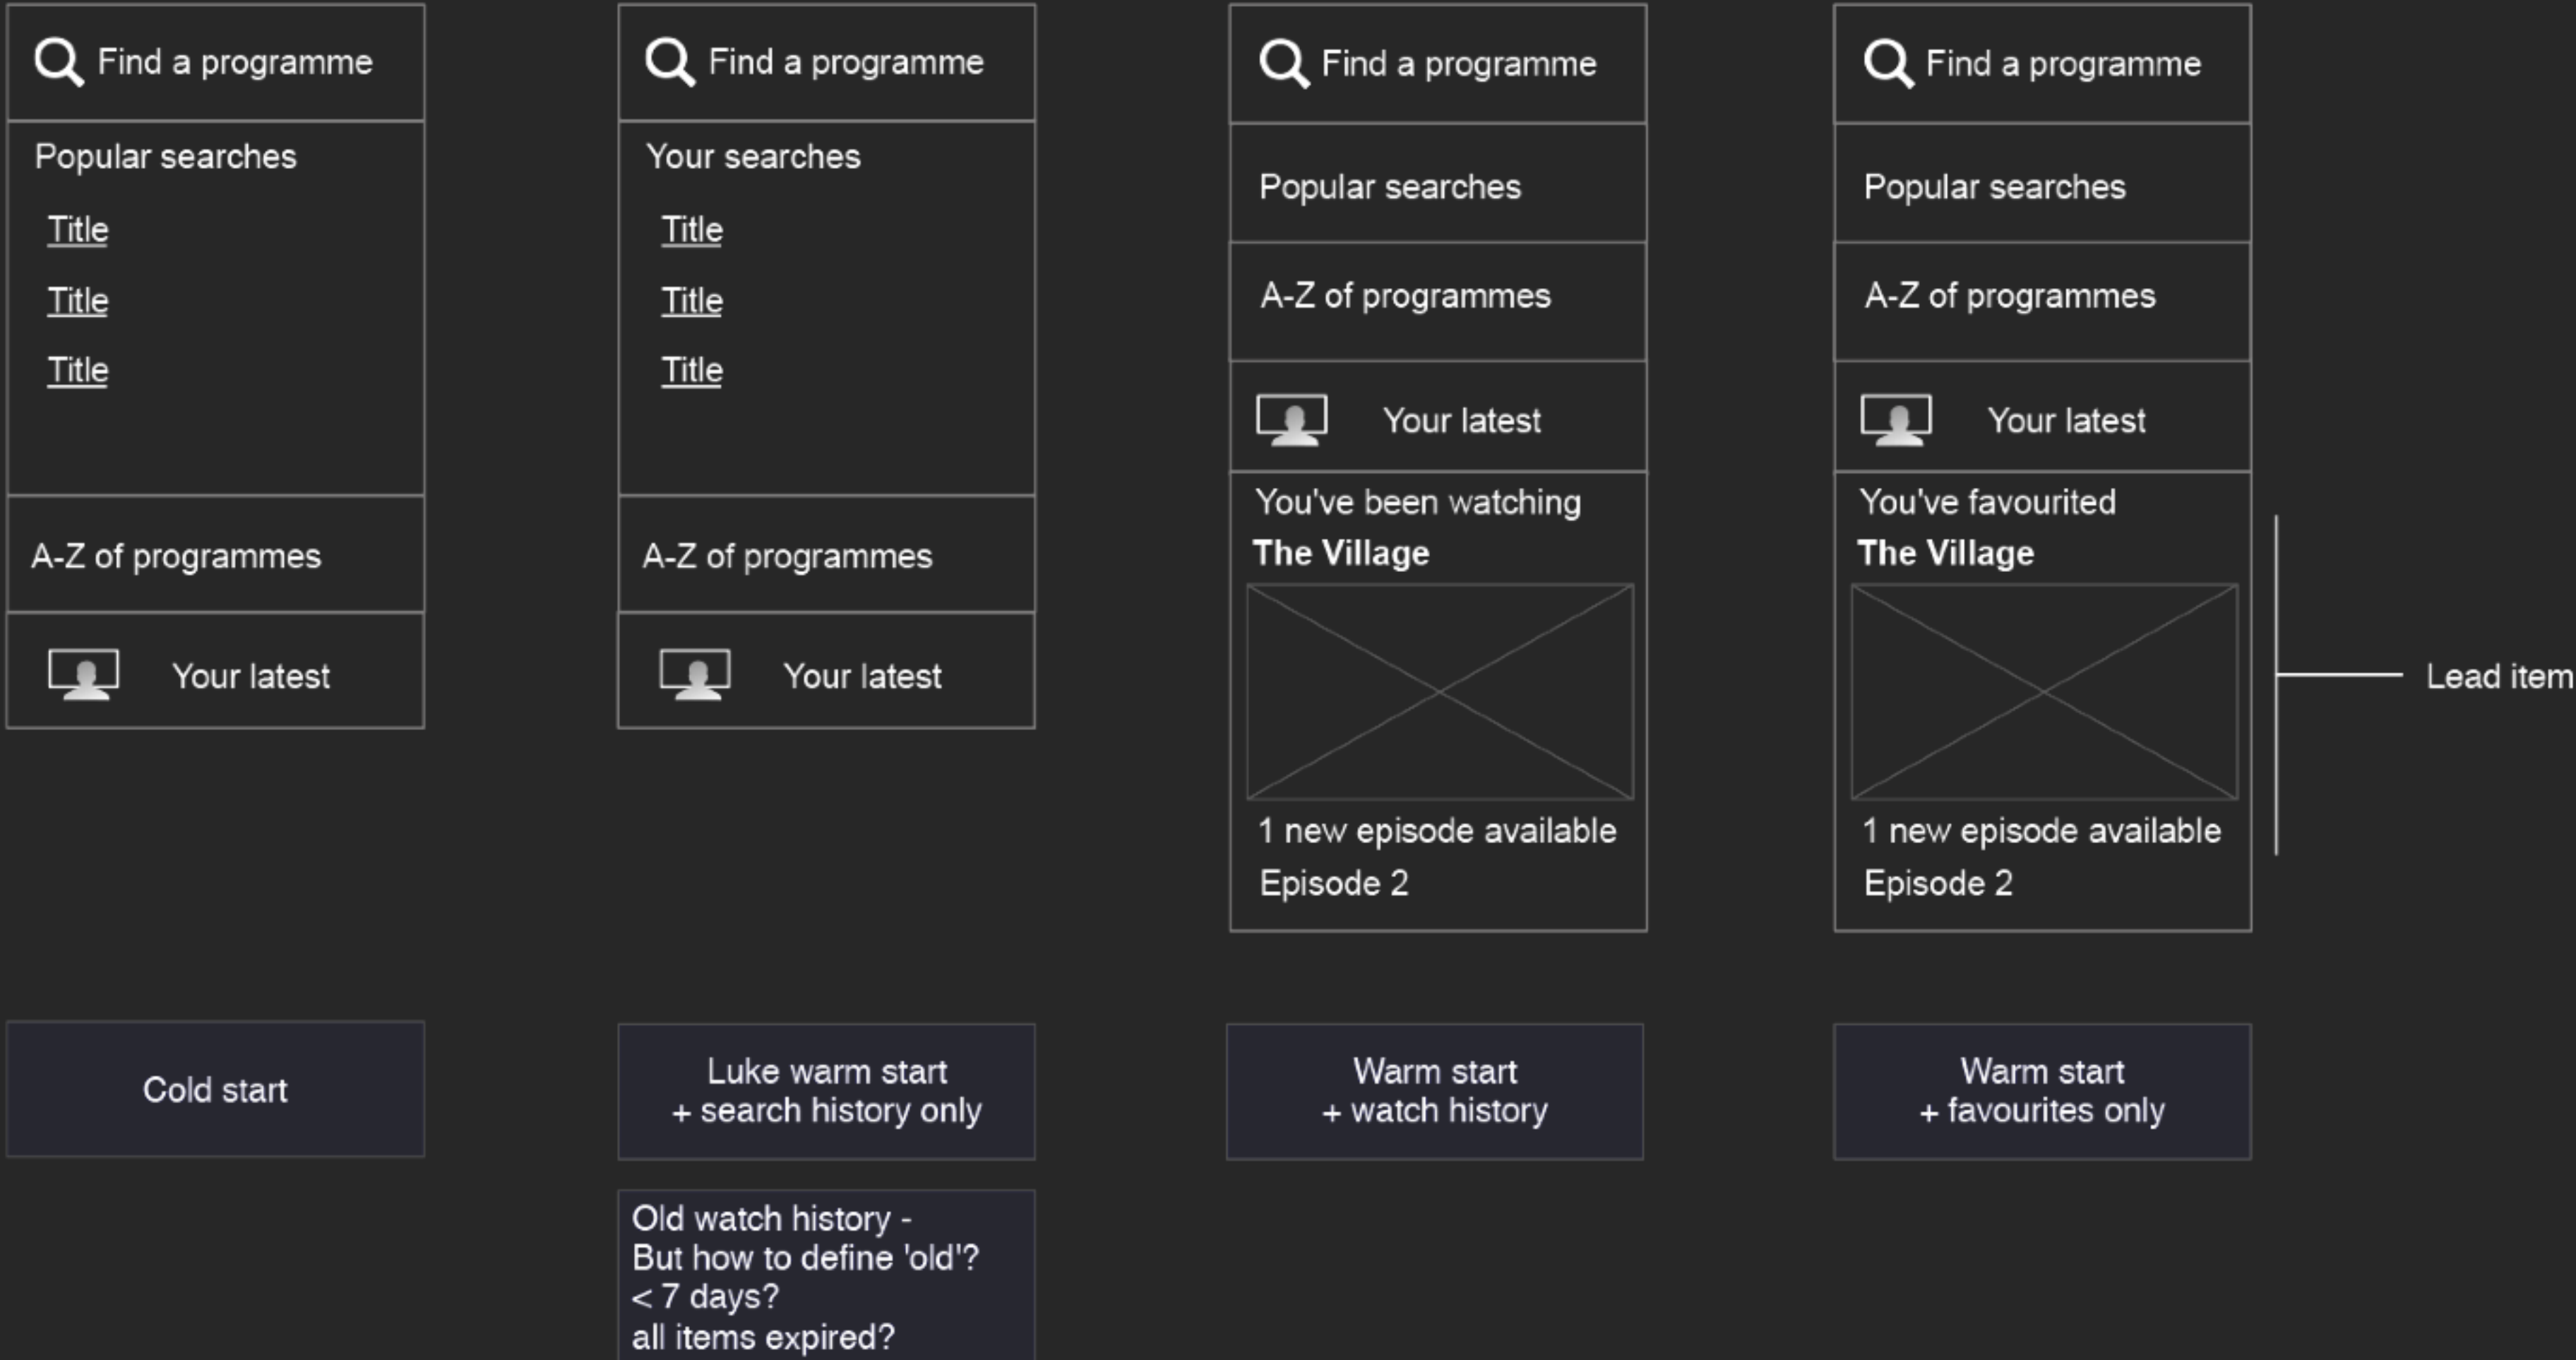 Find a programme
Popular searches
Title
Title
Title
A-Z of programmes
Your latest
Cold start
Find a programme
Your searches
Title
Title
Title
A-Z of programmes
Your latest
Luke warm start
+ search history only
Old watch history -
But how to define 'old'?
< 7 days?
all items expired?
Find a programme
Popular searches
A-Z of programmes
Your latest
You've been watching
The Village
1 new episode available
Episode 2
Warm start
+ watch history
Find a programme
Popular searches
A-Z of programmes
Your latest
You've favourited
The Village
1 new episode available
Episode 2
Lead item
Warm start
+ favourites only